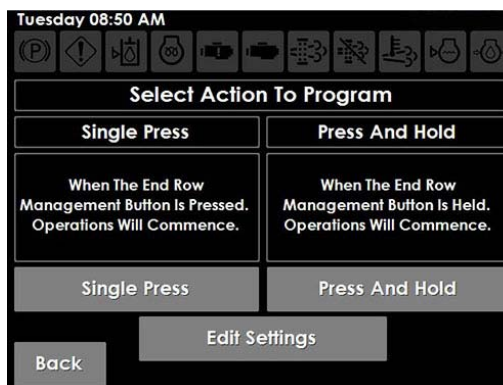 Tuesday 08:50 AM
Select Action To Program
Single Press
Press And Hold
When The End Row
Management Button Is Pressed.
Operations Will Commence.
When The End Row
Management Button Is Held.
Operations Will Commence.
Single Press
Press And Hold
Edit Settings
Back